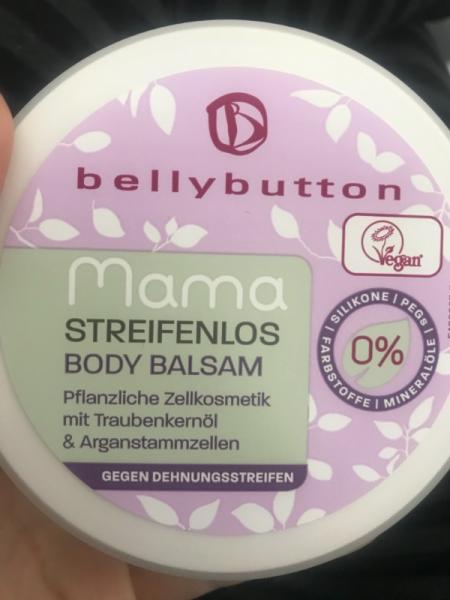 bellybutton
Vegan
Mama
STREIFENLOS
BODY BALSAM
Pflanzliche Zellkosmetik
mit Traubenkernöl
& Arganstammzellen
GEGEN DEHNUNGSSTREIFEN
| SILIKONE | PEGs | MINERALÖLE | FARBSTOFFE
0%